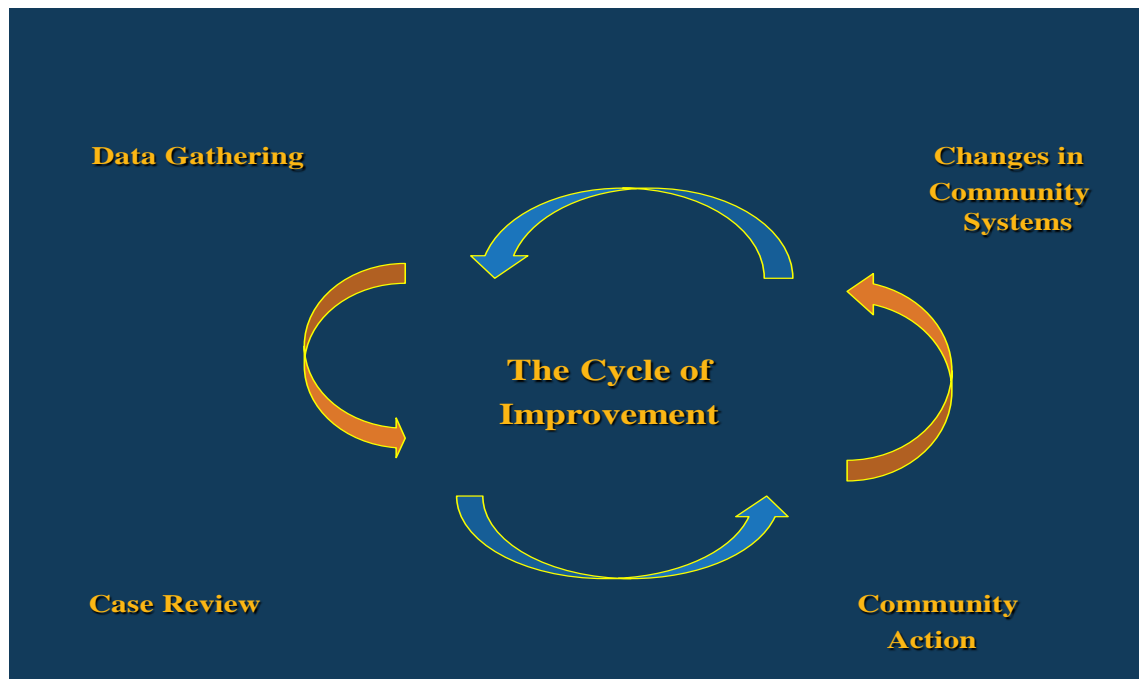 Data Gathering
Changes in
Community
Systems
The Cycle of
Improvement
Case Review
Community
Action